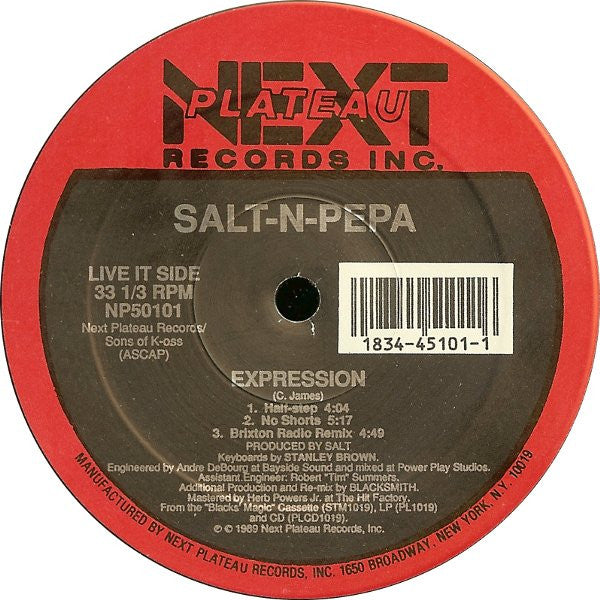 NEXT
PLATEAU
RECORDS INC.
SALT-N-PEPA
LIVE IT SIDE
33 1/3 RPM
NP50101
Next Plateau Records/
Sons of K-oss
(ASCAP)
1834-45101-1
EXPRESSION
(C. James)
1. Half-step 4:04
2. No Shorts 5:17
3. Brixton Radio Remix 4:49
PRODUCED BY SALT
Keyboards by STANLEY BROWN.
Engineered by Andre DeBourg at Bayside Sound and mixed at Power Play Studios.
Assistant Engineer: Robert "Tim" Summers.
Additional Production and Re-mix by BLACKSMITH.
Mastered by Herb Powers Jr. at The Hit Factory.
From the "Blacks' Magic" Cassette (STM1019), LP (PL1019)
and CD (PLCD1019).
℗ © 1989 Next Plateau Records, Inc.
MANUFACTURED BY NEXT PLATEAU RECORDS, INC. 1650 BROADWAY, NEW YORK, N.Y. 10019